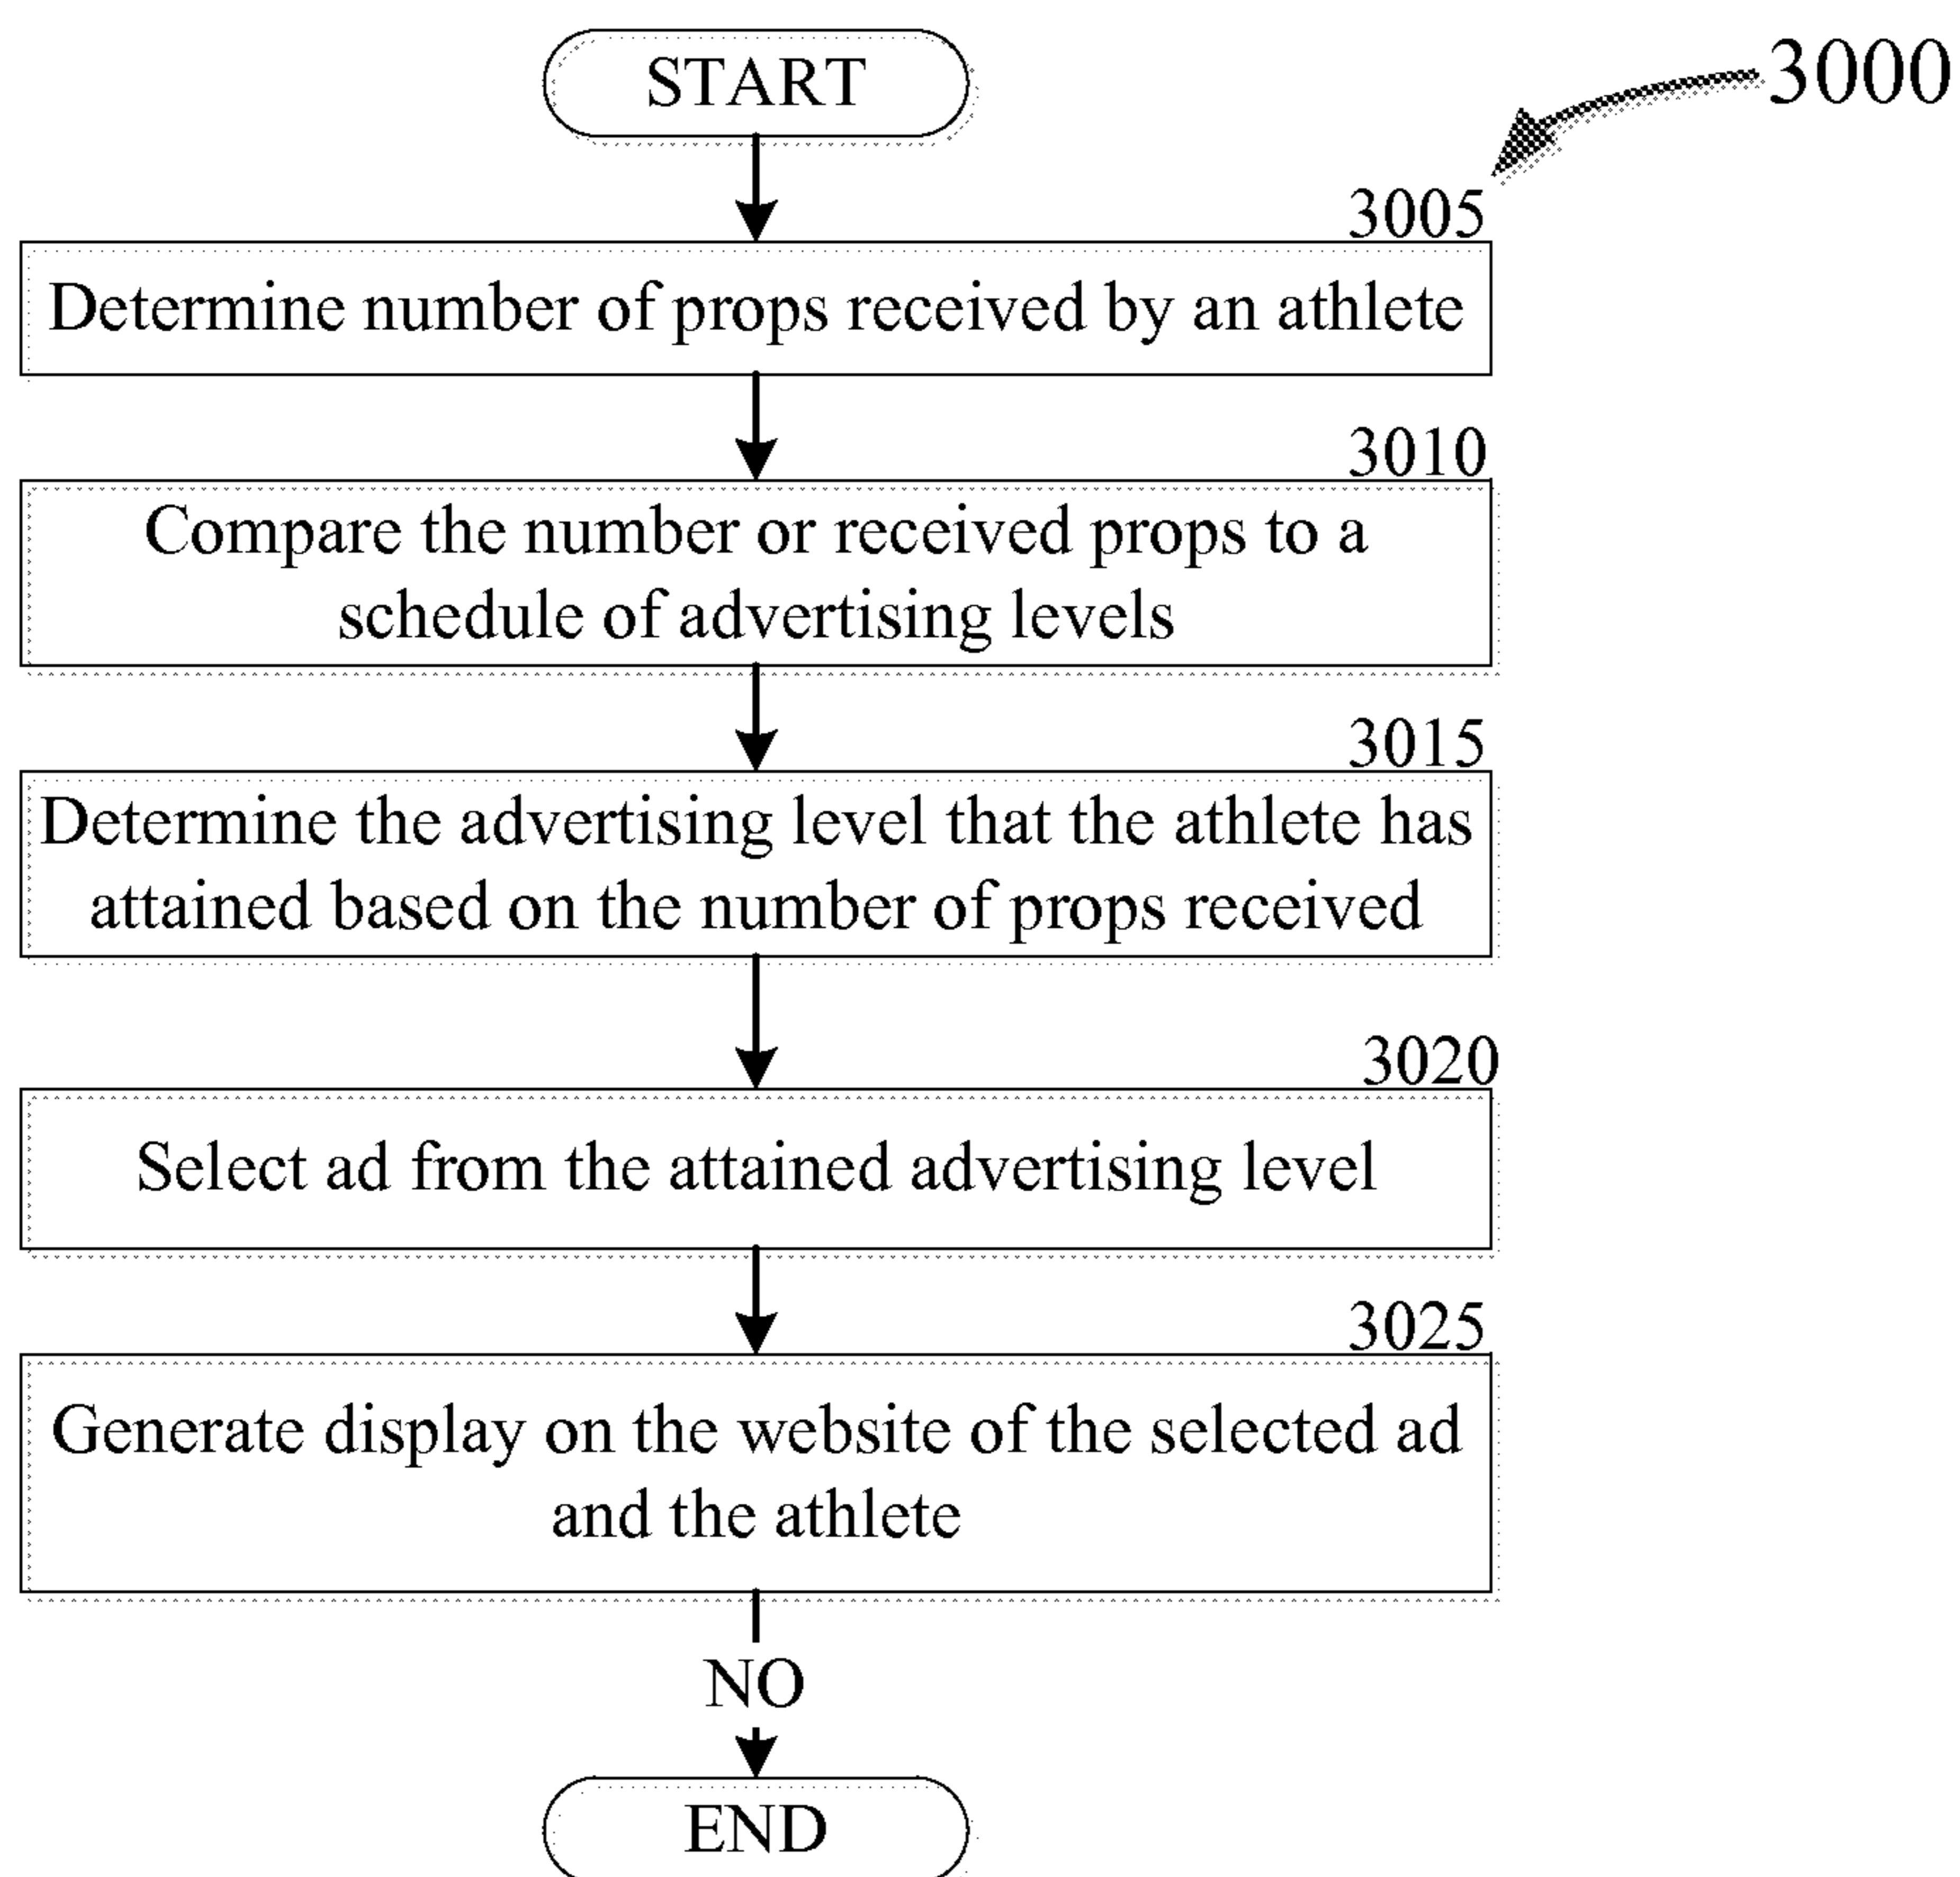 START
3000
3005
Determine number of props received by an athlete
3010
Compare the number or received props to a
schedule of advertising levels
3015
Determine the advertising level that the athlete has
attained based on the number of props received
3020
Select ad from the attained advertising level
3025
Generate display on the website of the selected ad
and the athlete
NO
END